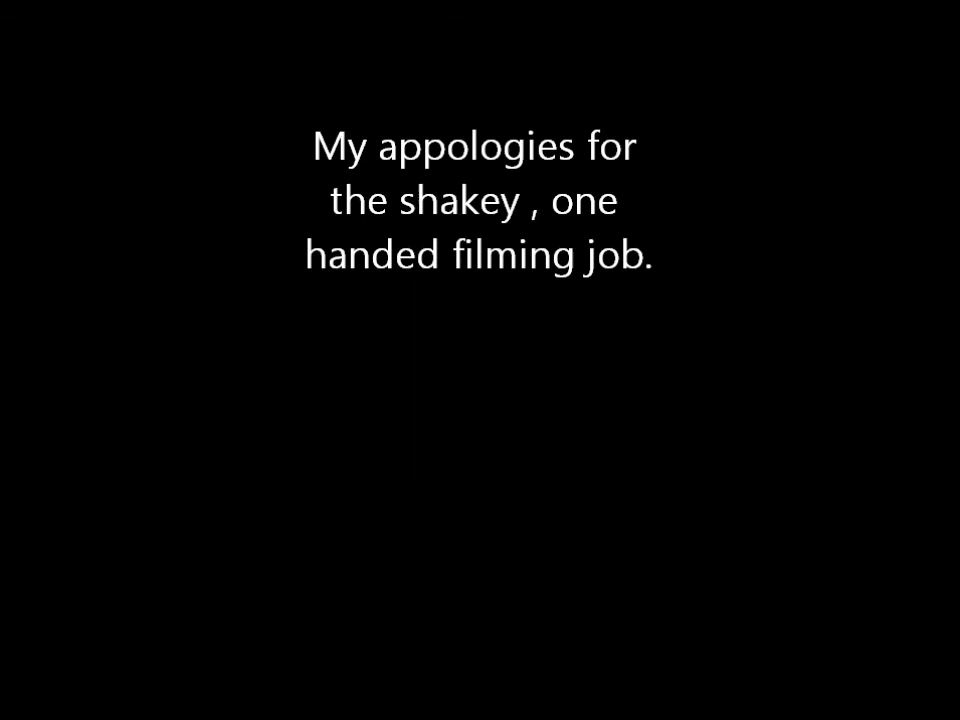 My appologies for
the shakey , one
handed filming job.